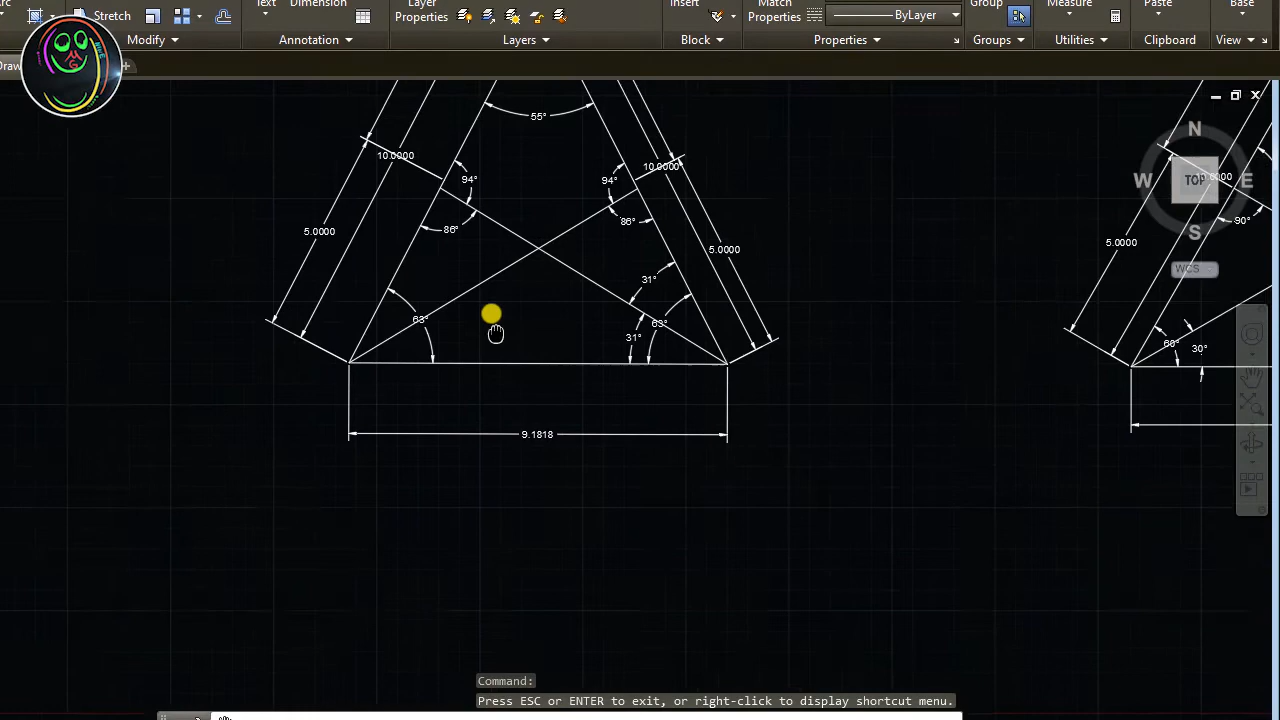 Arc
Stretch
Text
Dimension
Layer
Properties
Insert
Match
Properties
ByLayer
Group
Measure
Paste
Base
Modify
Annotation
Layers
Block
Properties
Groups
Utilities
Clipboard
View
Draw
55°
10.0000
94°
94°
10.0000
86°
86°
5.0000
5.0000
31°
63°
63°
31°
9.1818
N
W
TOP
E
S
WCS
90°
5.0000
60°
30°
Command:
Press ESC or ENTER to exit, or right-click to display shortcut menu.